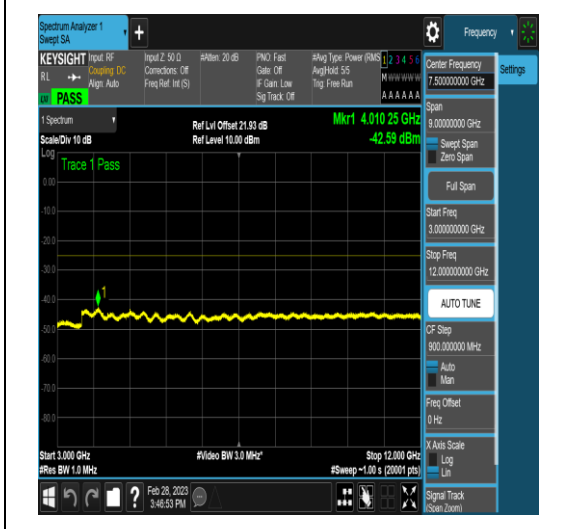 Spectrum Analyzer 1
Swept SA
+
Frequency
KEYSIGHT
RL
Input: RF
Coupling: DC
Align: Auto
Input Z: 50 Ω
Corrections: Off
Freq Ref: Int (S)
#Atten: 20 dB
PNO: Fast
Gate: Off
IF Gain: Low
Sig Track: Off
#Avg Type: Power (RMS
Avg|Hold: 5/5
Trig: Free Run
1 2 3 4 5 6
M W W W W W
A A A A A A
PASS
1 Spectrum
Scale/Div 10 dB
Ref Lvl Offset 21.93 dB
Ref Level 10.00 dBm
Mkr1 4.010 25 GHz
-42.59 dBm
Log
Trace 1 Pass
0.00
-10.0
-20.0
-30.0
-40.0
-50.0
-60.0
-70.0
-80.0
1
Start 3.000 GHz
#Res BW 1.0 MHz
#Video BW 3.0 MHz*
Stop 12.000 GHz
#Sweep ~1.00 s (20001 pts)
?
Feb 28, 2023
3:46:53 PM
Center Frequency
7.500000000 GHz
Settings
Span
9.00000000 GHz
Swept Span
Zero Span
Full Span
Start Freq
3.000000000 GHz
Stop Freq
12.000000000 GHz
AUTO TUNE
CF Step
900.000000 MHz
Auto
Man
Freq Offset
0 Hz
X Axis Scale
Log
Lin
Signal Track
(Span Zoom)